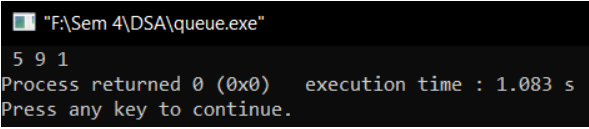 "F:\Sem 4\DSA\queue.exe"
5 9 1
Process returned 0 (0x0)   execution time : 1.083 s
Press any key to continue.